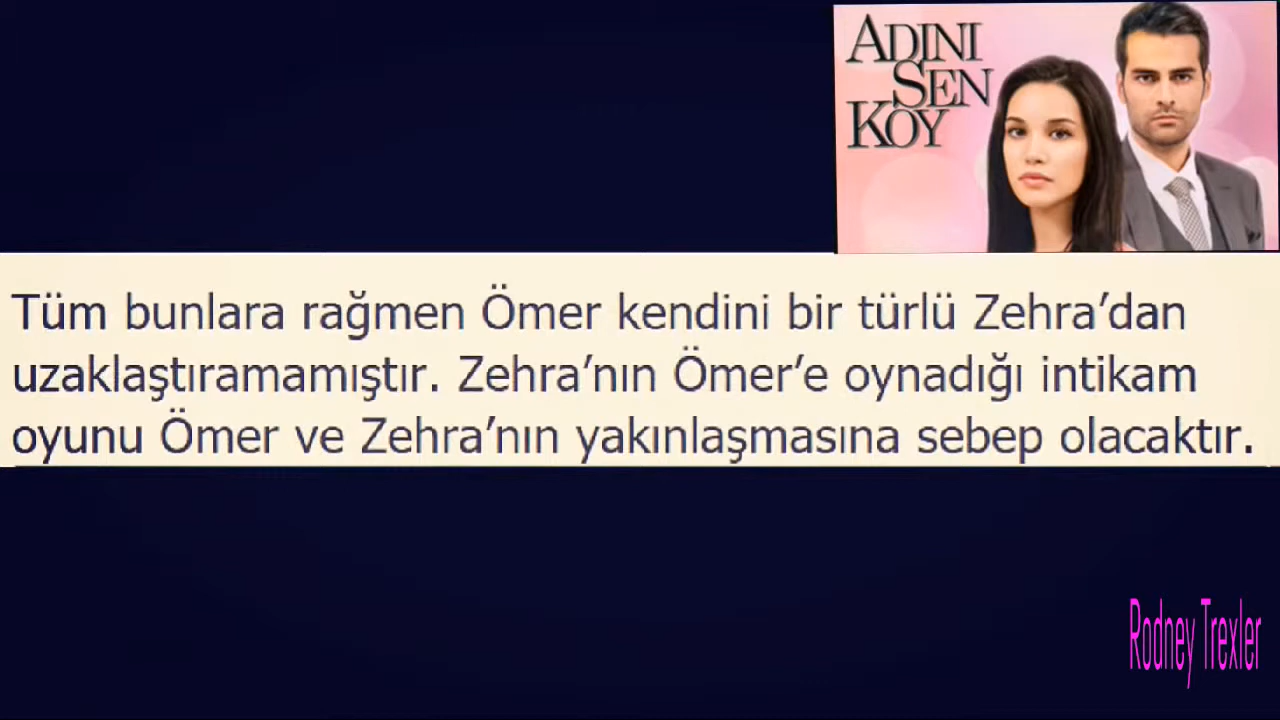 ADINI
SEN
KOY
Tüm bunlara rağmen Ömer kendini bir türlü Zehra’dan
uzaklaştıramamıştır. Zehra’nın Ömer’e oynadığı intikam
oyunu Ömer ve Zehra’nın yakınlaşmasına sebep olacaktır.
Rodney Trexler